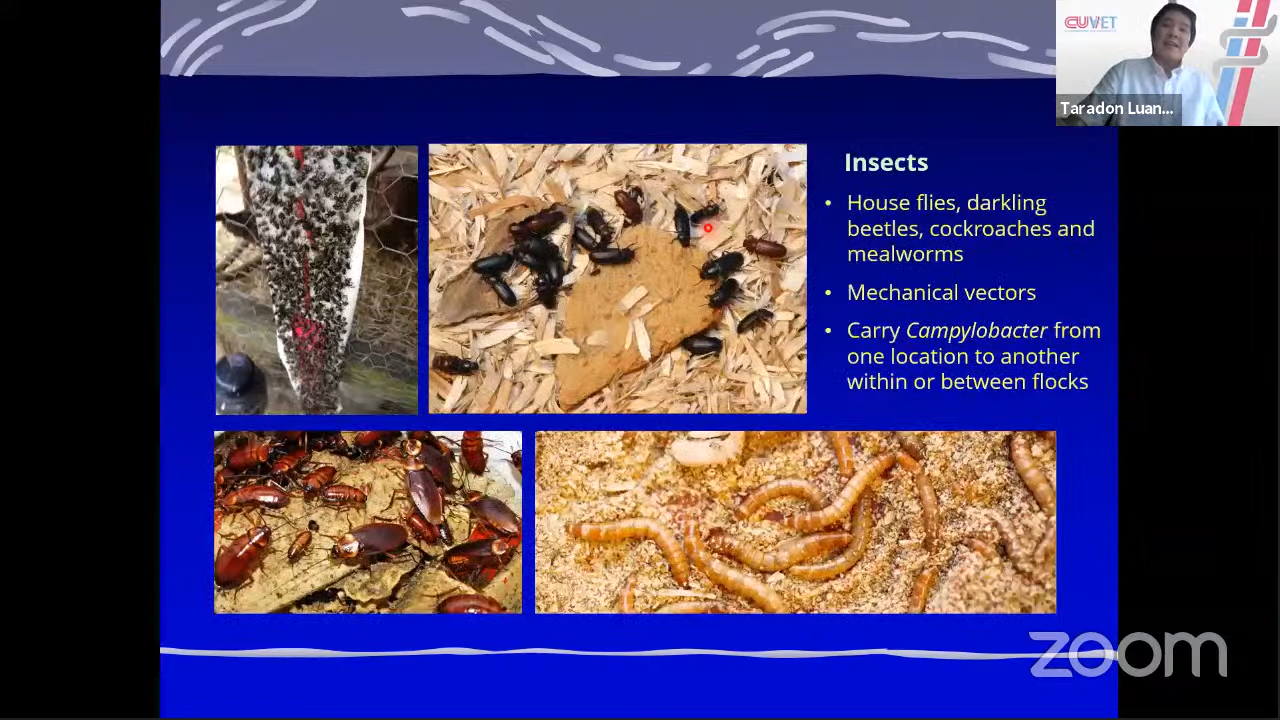 CUVET
Taradon Luan...
Insects
• House flies, darkling
beetles, cockroaches and
mealworms
• Mechanical vectors
• Carry Campylobacter from
one location to another
within or between flocks
zoom